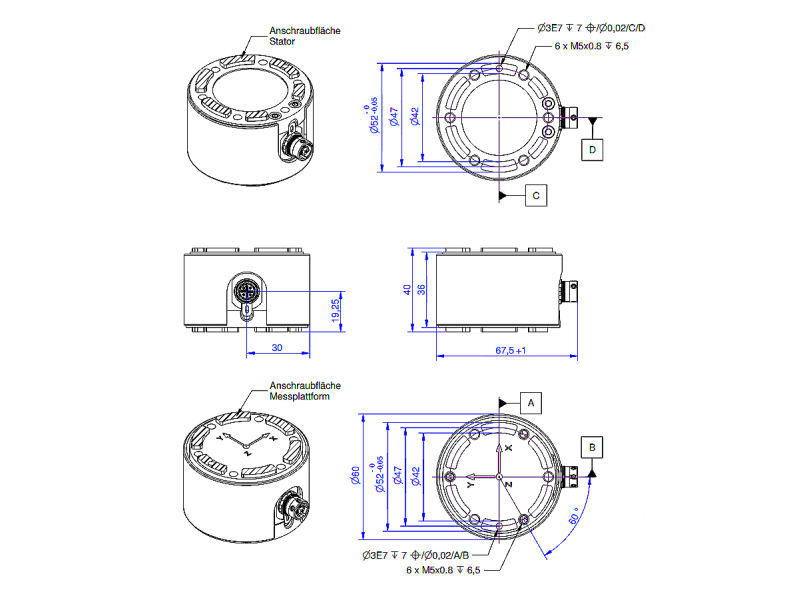 Anschraubfläche
Stator
Ø3E7 ↧ 7 ⌖/Ø0,02/C/D
6 x M5x0.8 ↧ 6,5
Ø52 -0 -0.05
Ø47
Ø42
D
C
19,25
30
40
36
67,5 +1
Anschraubfläche
Messplattform
Y
X
Z
A
B
Ø60
Ø52 -0 -0.05
Ø47
Ø42
X
Y
Z
60 °
Ø3E7 ↧ 7 ⌖/Ø0,02/A/B
6 x M5x0.8 ↧ 6,5